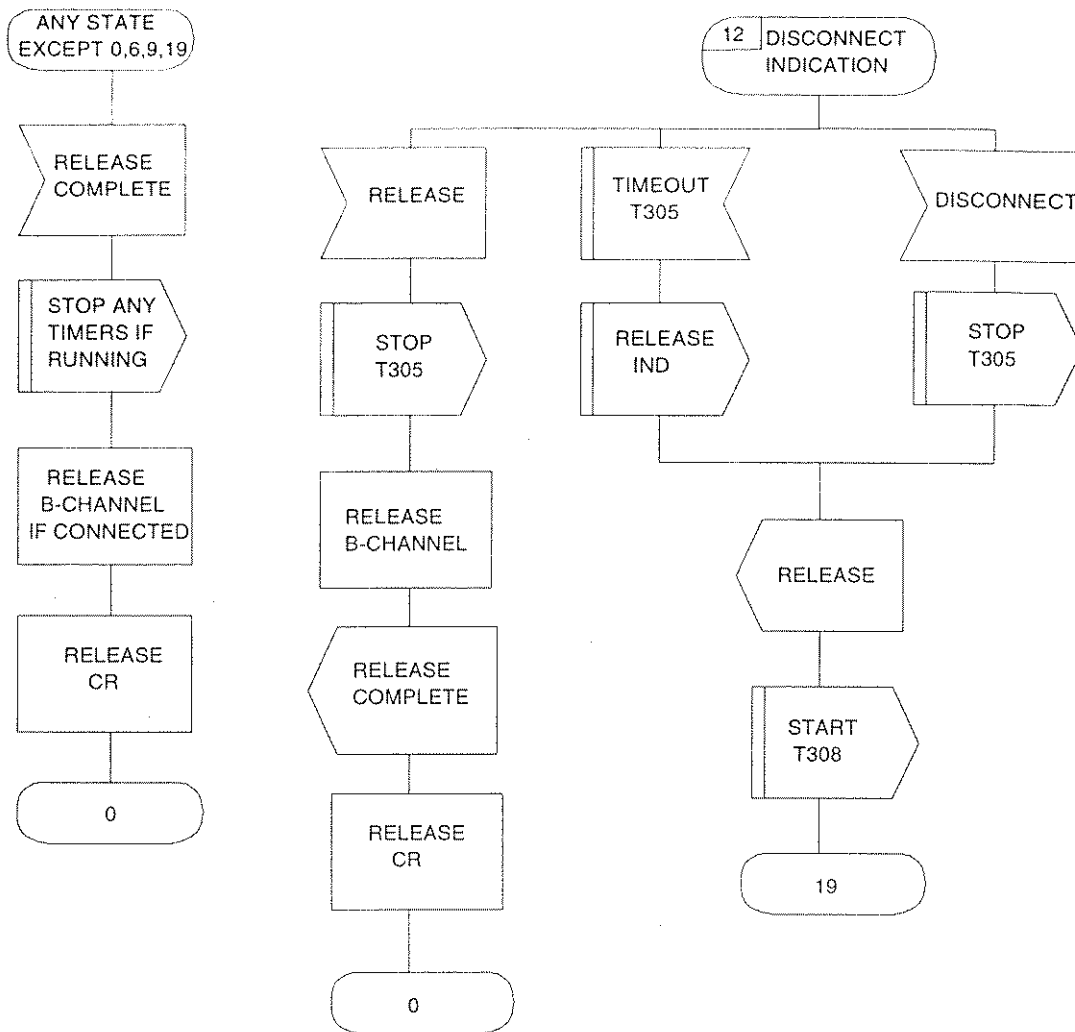 ANY STATE
EXCEPT 0,6,9,19
RELEASE
COMPLETE
STOP ANY
TIMERS IF
RUNNING
RELEASE
B-CHANNEL
IF CONNECTED
RELEASE
CR
0
12 DISCONNECT
INDICATION
RELEASE
STOP
T305
RELEASE
B-CHANNEL
RELEASE
COMPLETE
RELEASE
CR
0
TIMEOUT
T305
RELEASE
IND
DISCONNECT
STOP
T305
RELEASE
START
T308
19